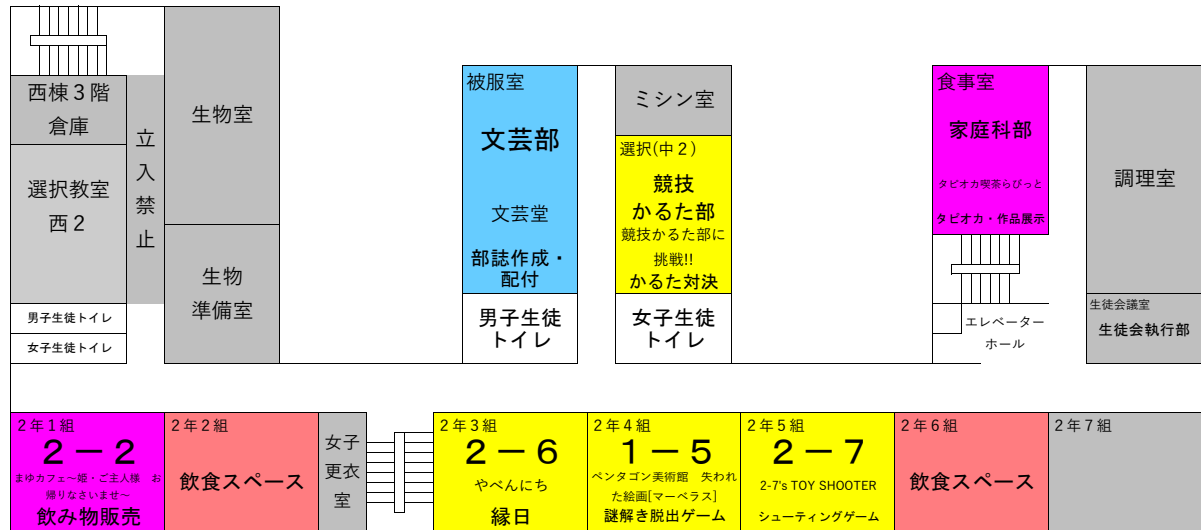 西棟３階
倉庫
選択教室
西２
立
入
禁
止
生物室
生物
準備室
男子生徒トイレ
女子生徒トイレ
被服室
文芸部
文芸堂
部誌作成・
配付
男子生徒
トイレ
ミシン室
選択(中２)
競技
かるた部
競技かるた部に
挑戦!!
かるた対決
女子生徒
トイレ
食事室
家庭科部
タピオカ喫茶らびっと
タピオカ・作品展示
エレベーター
ホール
調理室
生徒会議室
生徒会執行部
２年１組
２－２
まゆカフェ～姫・ご主人様　お
帰りなさいませ～
飲み物販売
２年２組
飲食スペース
女子
更衣
室
２年３組
２－６
やべんにち
縁日
２年４組
１－５
ペンタゴン美術館　失われ
た絵画[マーベラス]
謎解き脱出ゲーム
２年５組
２－７
2-7's TOY SHOOTER
シューティングゲーム
２年６組
飲食スペース
２年７組